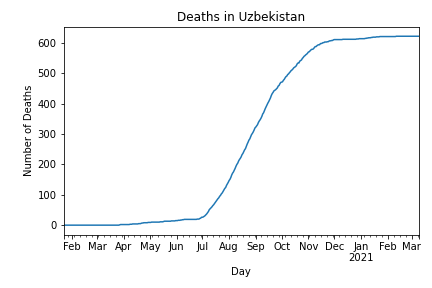 Deaths in Uzbekistan
600
500
400
300
200
100
0
Number of Deaths
Feb Mar Apr May Jun Jul Aug Sep Oct Nov Dec Jan Feb Mar
2021
Day